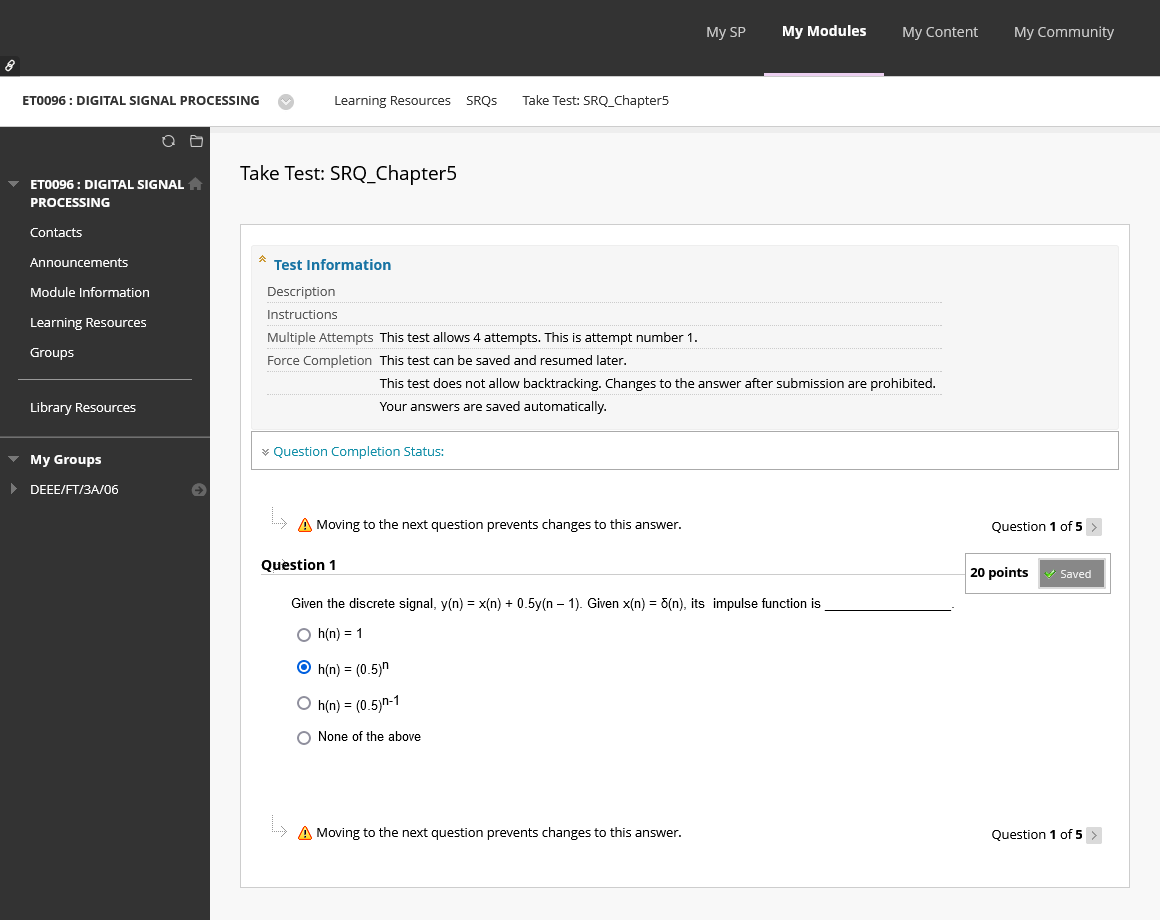 My SP My Modules My Content My Community
ET0096 : DIGITAL SIGNAL PROCESSING Learning Resources SRQs Take Test: SRQ_Chapter5
ET0096 : DIGITAL SIGNAL
PROCESSING
Contacts
Announcements
Module Information
Learning Resources
Groups
Library Resources
My Groups
DEEE/FT/3A/06
Take Test: SRQ_Chapter5
Test Information
Description
Instructions
Multiple Attempts This test allows 4 attempts. This is attempt number 1.
Force Completion This test can be saved and resumed later.
This test does not allow backtracking. Changes to the answer after submission are prohibited.
Your answers are saved automatically.
Question Completion Status:
Moving to the next question prevents changes to this answer. Question 1 of 5
Question 1
20 points Saved
Given the discrete signal, y(n) = x(n) + 0.5y(n – 1). Given x(n) = δ(n), its impulse function is __________________.
h(n) = 1
h(n) = (0.5)^n
h(n) = (0.5)^n-1
None of the above
Moving to the next question prevents changes to this answer. Question 1 of 5